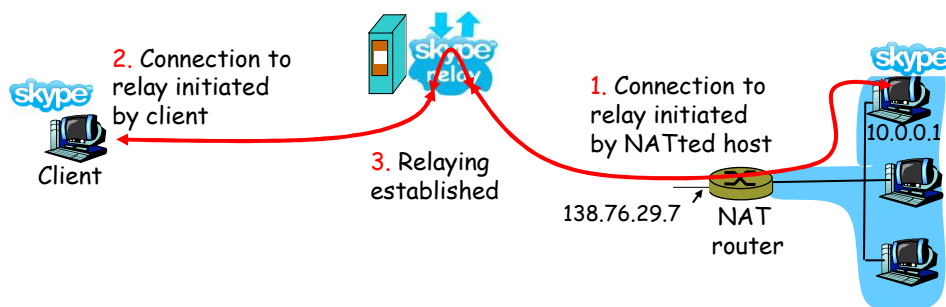 skype
Client
2. Connection to
relay initiated
by client
skype
relay
3. Relaying
established
1. Connection to
relay initiated
by NATted host
138.76.29.7
NAT
router
skype
10.0.0.1